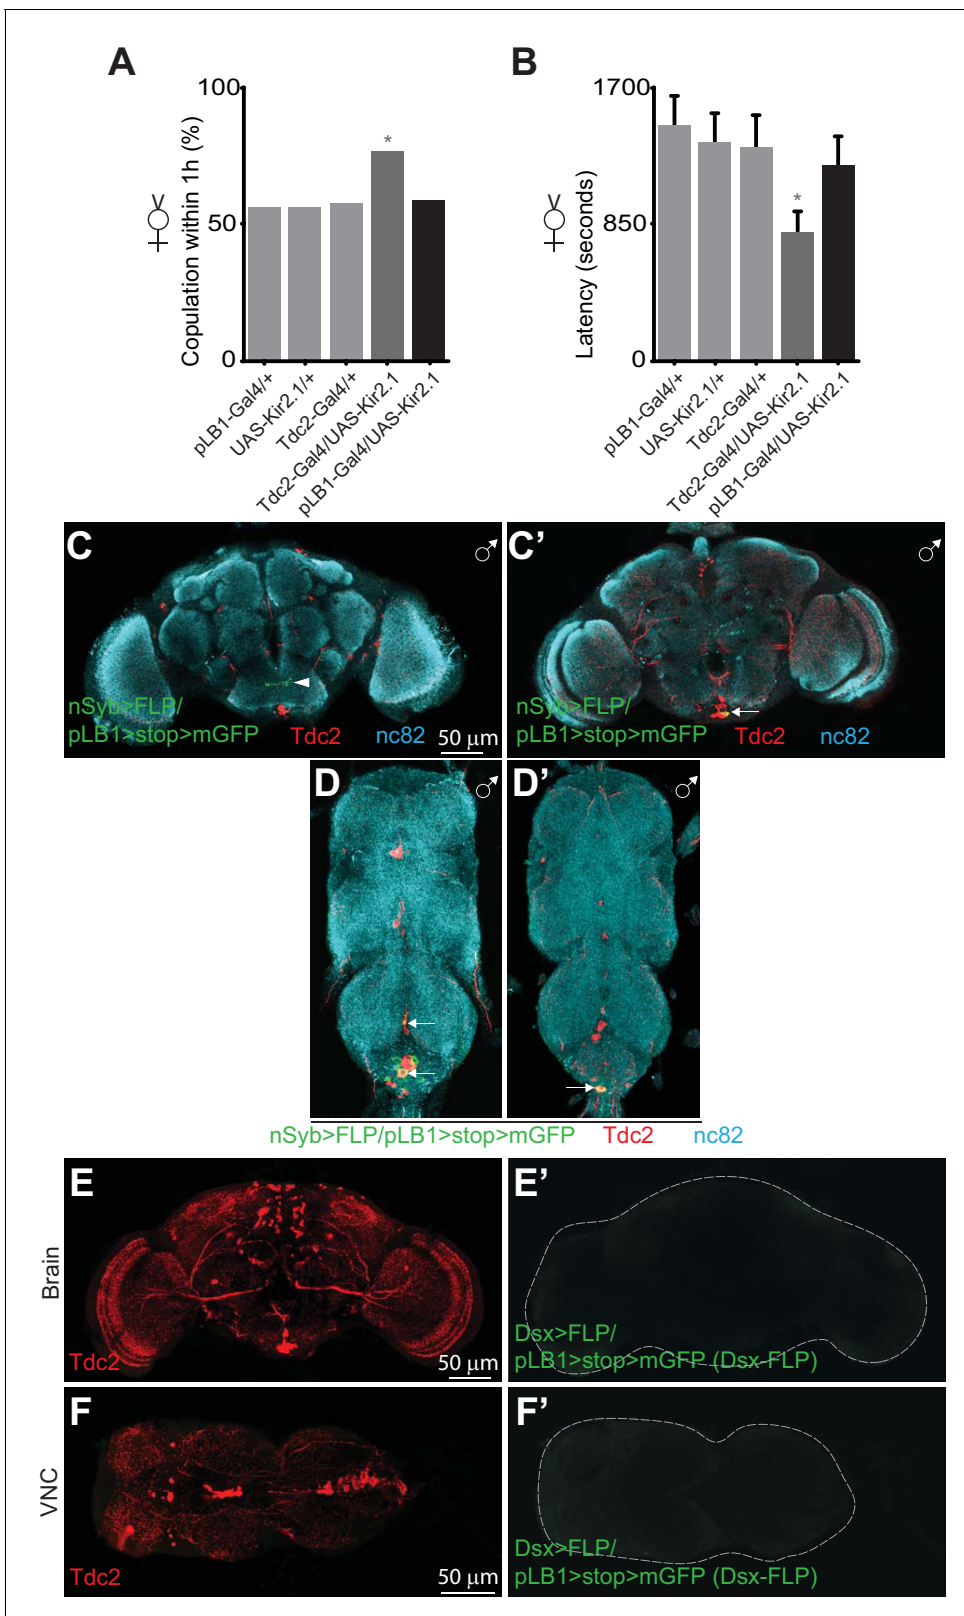 A
B
100
50
0
Copulation within 1h (%)
pLB1-Gal4/+
UAS-Kir2.1/+
Tdc2-Gal4/+
Tdc2-Gal4/UAS-Kir2.1
pLB1-Gal4/UAS-Kir2.1
*
1700
850
0
Latency (seconds)
pLB1-Gal4/+
UAS-Kir2.1/+
Tdc2-Gal4/+
Tdc2-Gal4/UAS-Kir2.1
pLB1-Gal4/UAS-Kir2.1
*
C
♂
nSyb>FLP/
pLB1>stop>mGFP Tdc2 nc82
50 μm
C'
♂
nSyb>FLP/
pLB1>stop>mGFP Tdc2 nc82
D
♂
D'
♂
nSyb>FLP/pLB1>stop>mGFP Tdc2 nc82
Brain
E
Tdc2
50 μm
E'
Dsx>FLP/
pLB1>stop>mGFP (Dsx-FLP)
VNC
F
Tdc2
50 μm
F'
Dsx>FLP/
pLB1>stop>mGFP (Dsx-FLP)